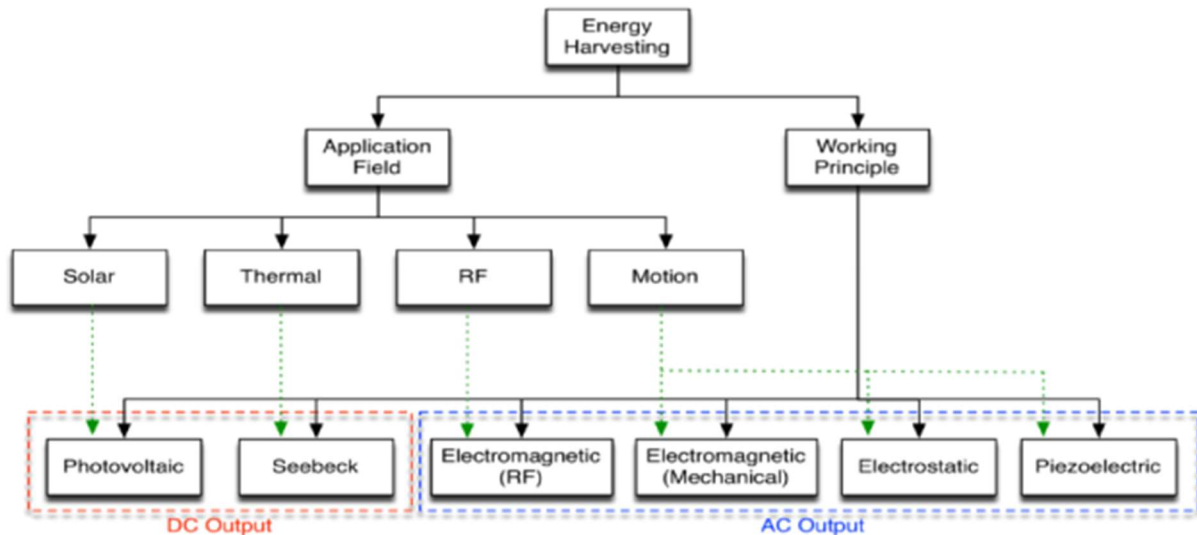 Energy
Harvesting
Application
Field
Working
Principle
Solar
Thermal
RF
Motion
Photovoltaic
Seebeck
Electromagnetic
(RF)
Electromagnetic
(Mechanical)
Electrostatic
Piezoelectric
DC Output
AC Output